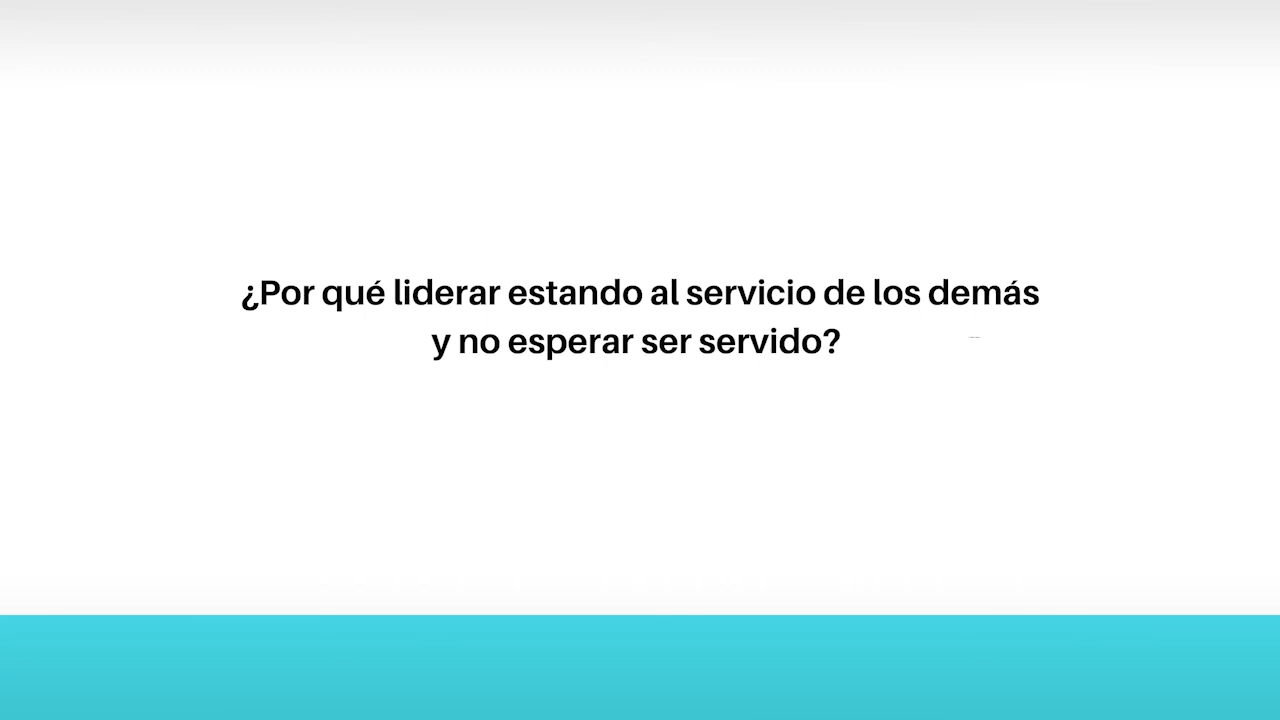 ¿Por qué liderar estando al servicio de los demás
y no esperar ser servido?